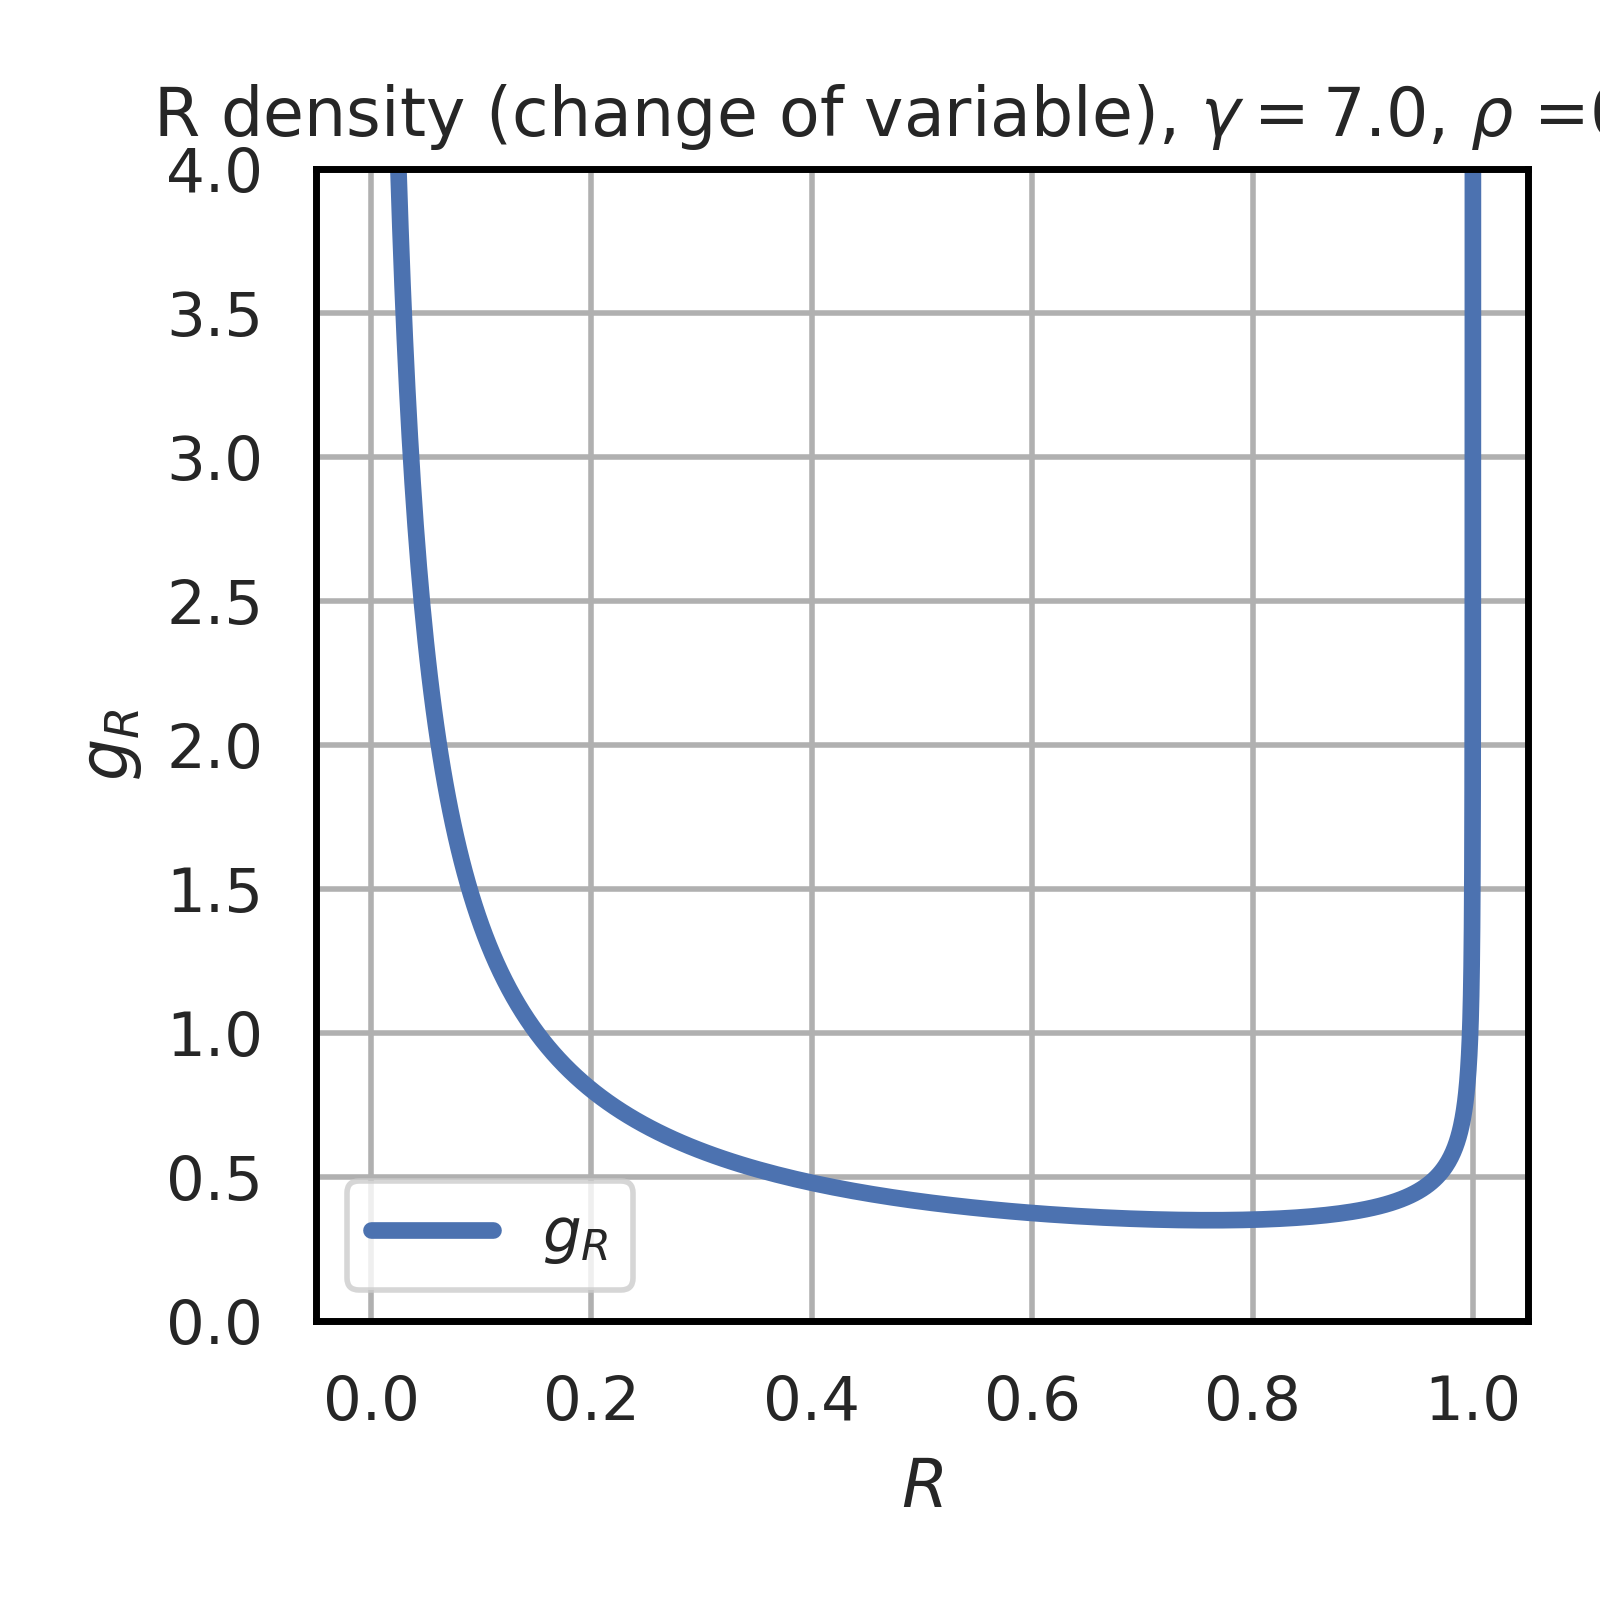 R density (change of variable), γ = 7.0, ρ =
4.0
3.5
3.0
2.5
2.0
1.5
1.0
0.5
0.0
g_R
g_R
0.0 0.2 0.4 0.6 0.8 1.0
R